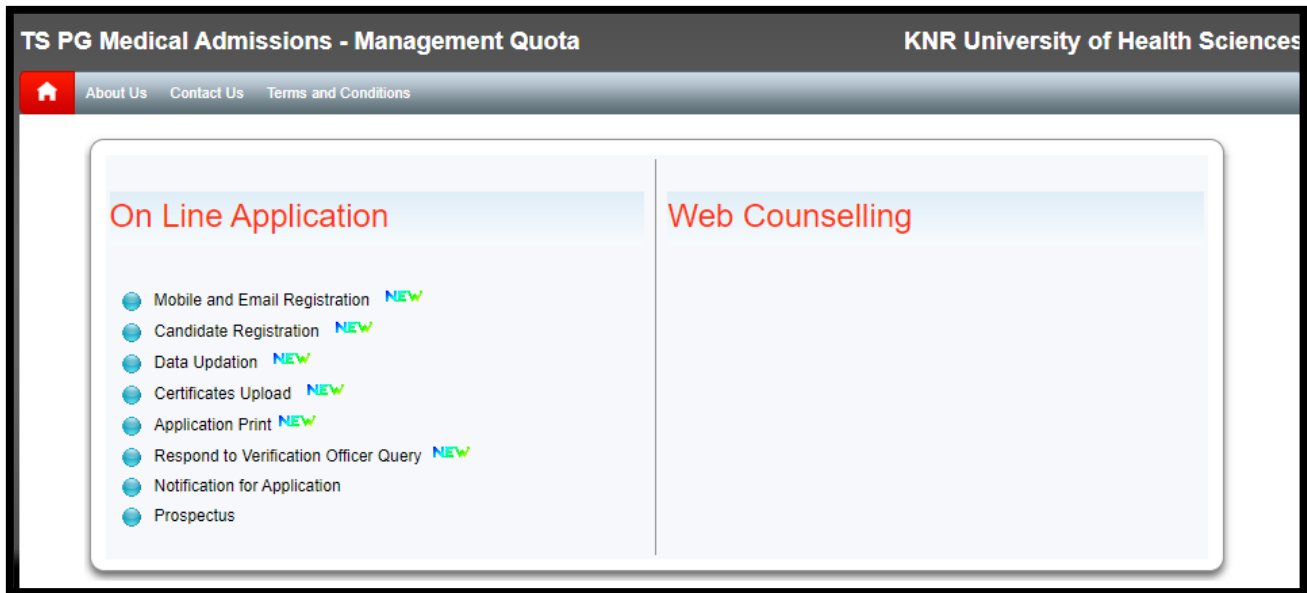 TS PG Medical Admissions - Management Quota
KNR University of Health Sciences
About Us Contact Us Terms and Conditions
On Line Application
Mobile and Email Registration NEW
Candidate Registration NEW
Data Updation NEW
Certificates Upload NEW
Application Print NEW
Respond to Verification Officer Query NEW
Notification for Application
Prospectus
Web Counselling